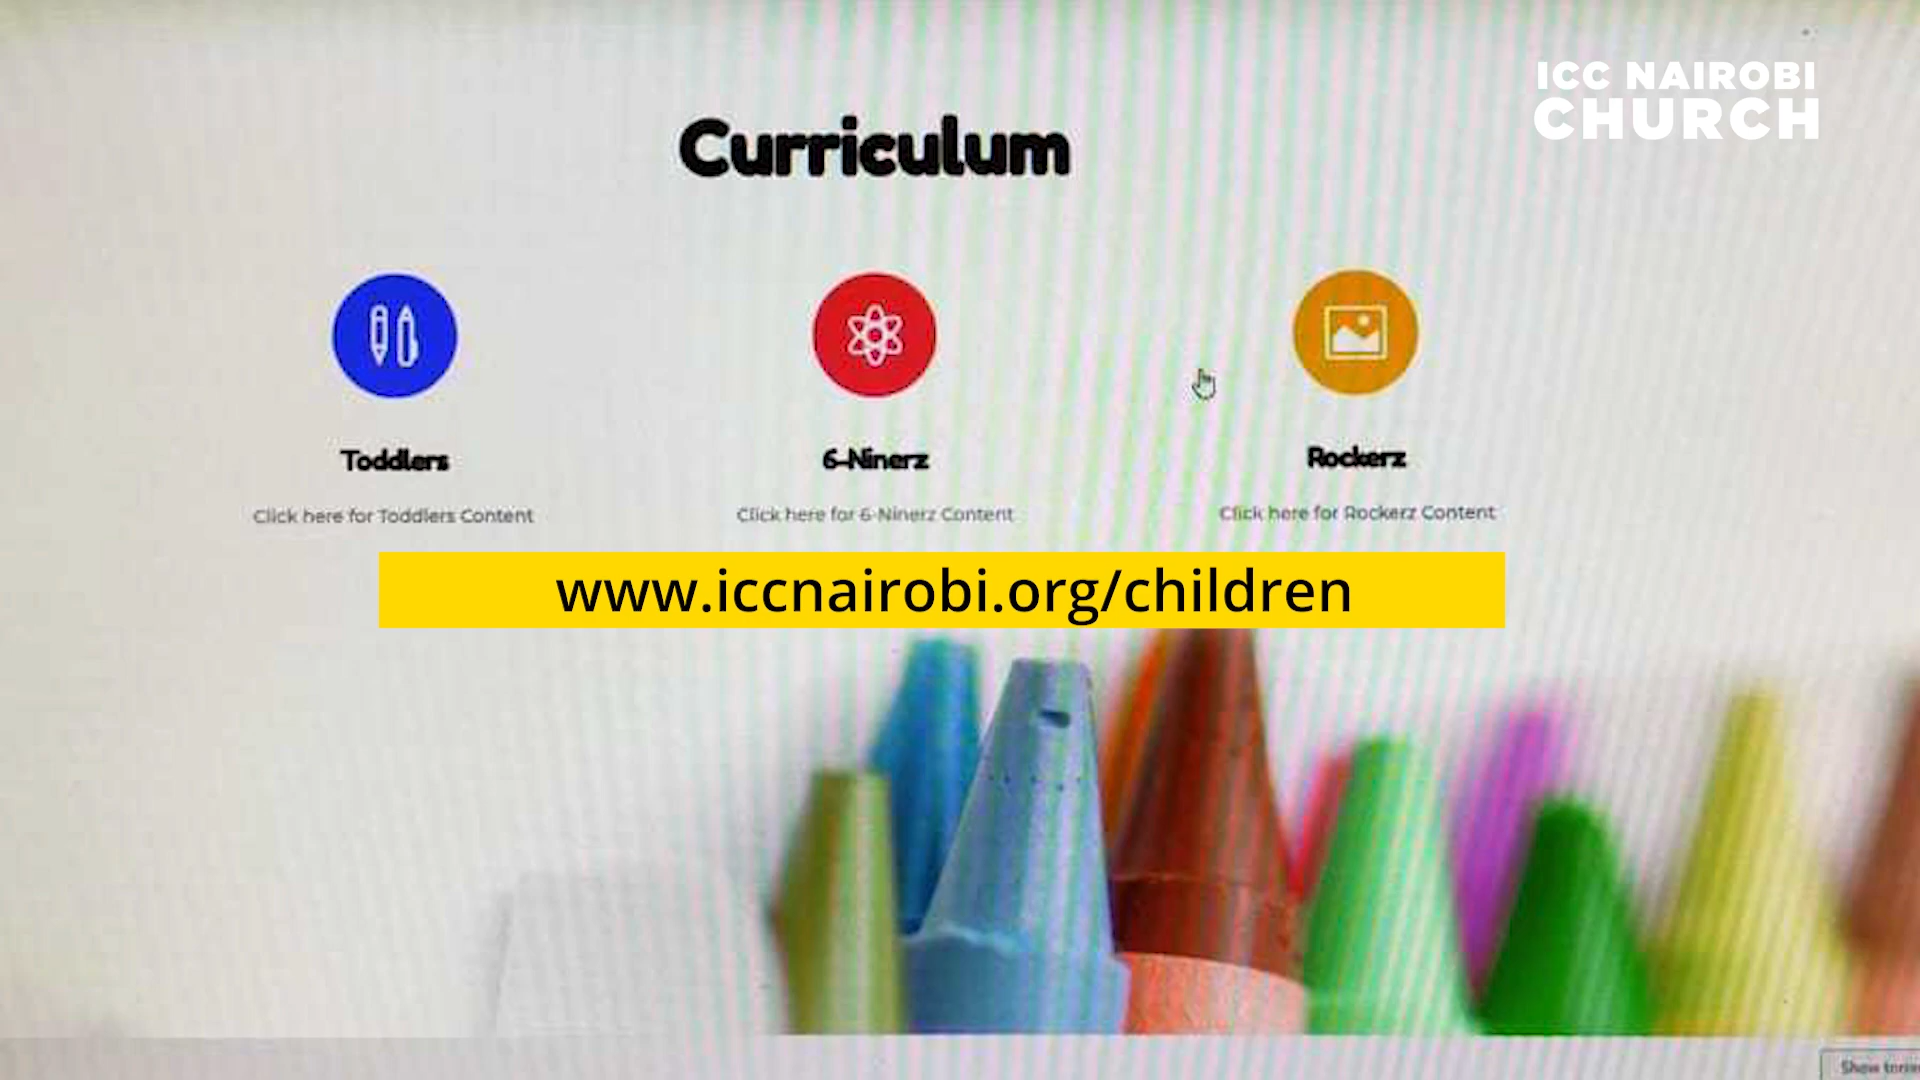 ICC NAIROBI
CHURCH
Curriculum
Toddlers
6-Ninerz
Rockerz
Click here for Toddlers Content
Click here for 6-Ninerz Content
Click here for Rockerz Content
www.iccnairobi.org/children
Show